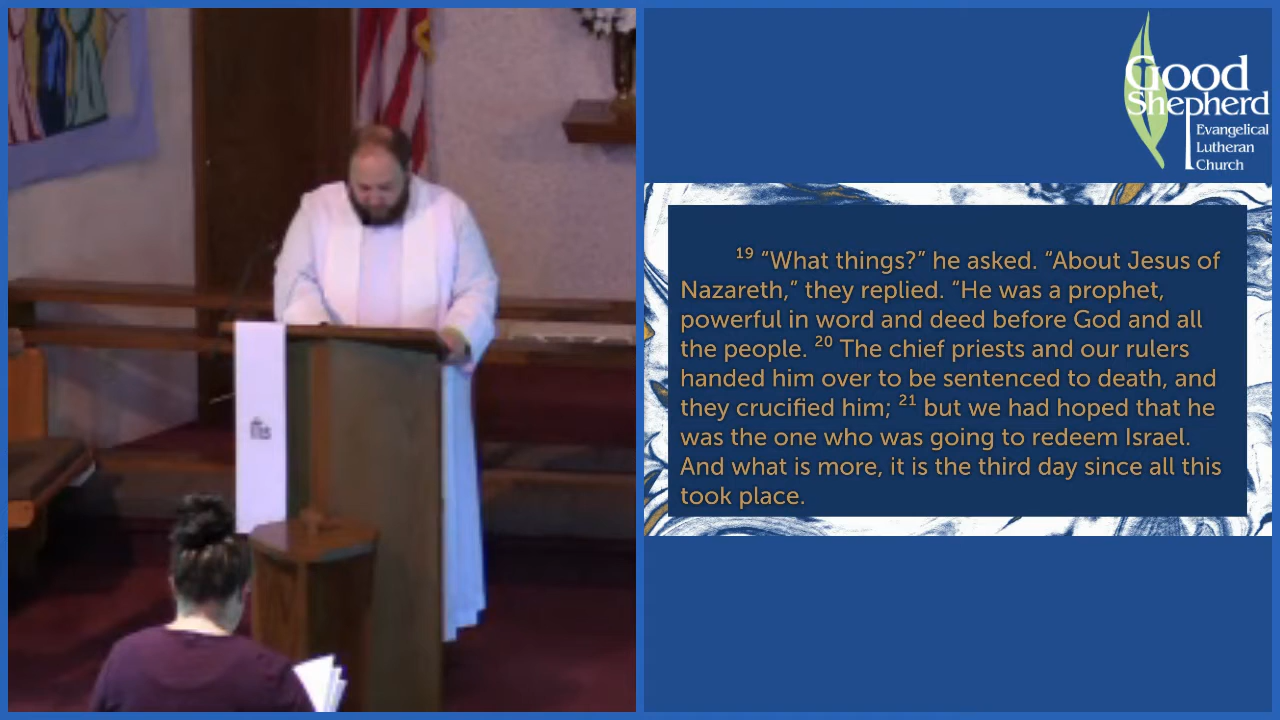 Good
Shepherd
Evangelical
Lutheran
Church
19 “What things?” he asked. “About Jesus of
Nazareth,” they replied. “He was a prophet,
powerful in word and deed before God and all
the people. 20 The chief priests and our rulers
handed him over to be sentenced to death, and
they crucified him; 21 but we had hoped that he
was the one who was going to redeem Israel.
And what is more, it is the third day since all this
took place.